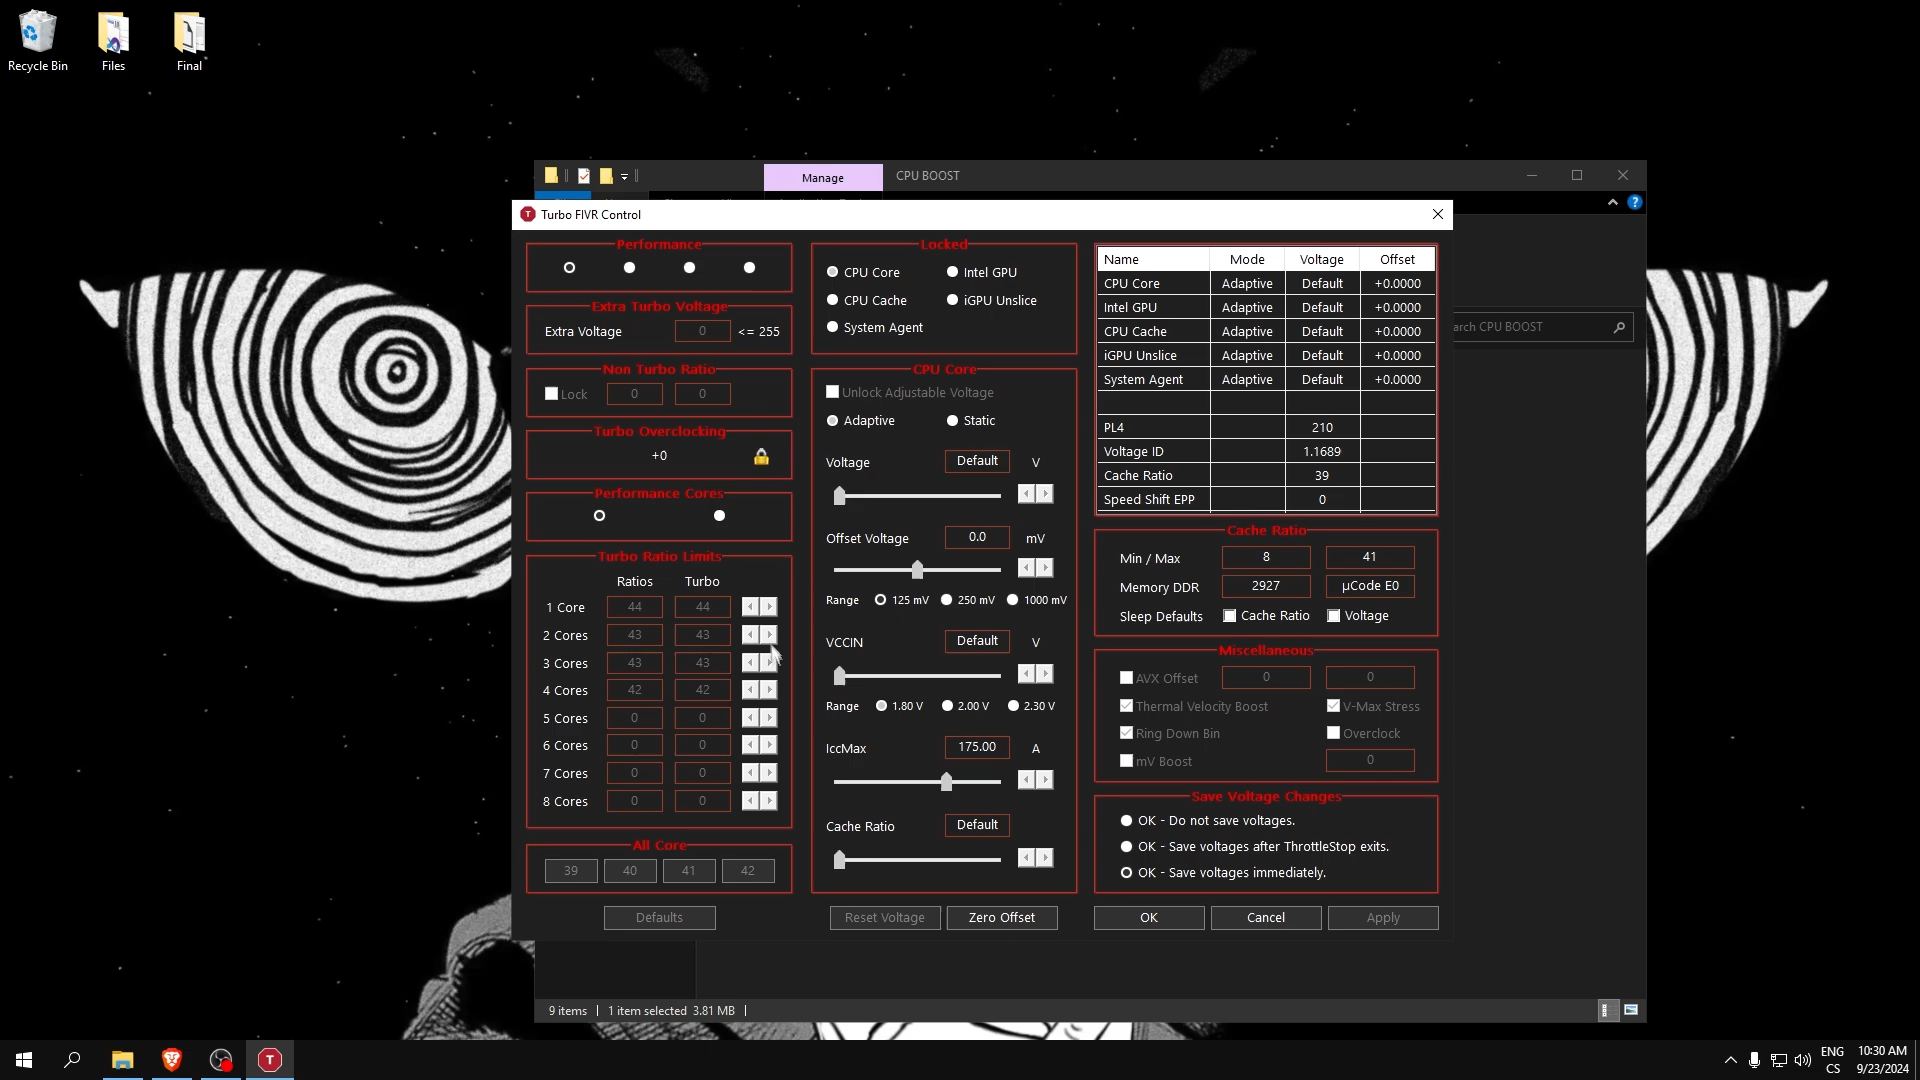 Recycle Bin
Files
Final
Manage
CPU BOOST
Turbo FIVR Control
Performance
Extra Turbo Voltage
Extra Voltage 0 <= 255
Non Turbo Ratio
Lock 0 0
Turbo Overclocking
+0
Performance Cores
Turbo Ratio Limits
Ratios Turbo
1 Core 44 44
2 Cores 43 43
3 Cores 43 43
4 Cores 42 42
5 Cores 0 0
6 Cores 0 0
7 Cores 0 0
8 Cores 0 0
All Core
39 40 41 42
Defaults
Locked
CPU Core Intel GPU
CPU Cache iGPU Unslice
System Agent
CPU Core
Unlock Adjustable Voltage
Adaptive Static
Voltage Default V
Offset Voltage 0.0 mV
Range 125 mV 250 mV 1000 mV
VCCIN Default V
Range 1.80 V 2.00 V 2.30 V
IccMax 175.00 A
Cache Ratio Default
Reset Voltage Zero Offset
Name Mode Voltage Offset
CPU Core Adaptive Default +0.0000
Intel GPU Adaptive Default +0.0000
CPU Cache Adaptive Default +0.0000
iGPU Unslice Adaptive Default +0.0000
System Agent Adaptive Default +0.0000
PL4 210
Voltage ID 1.1689
Cache Ratio 39
Speed Shift EPP 0
Cache Ratio
Min / Max 8 41
Memory DDR 2927 µCode E0
Sleep Defaults Cache Ratio Voltage
Miscellaneous
AVX Offset 0 0
Thermal Velocity Boost V-Max Stress
Ring Down Bin Overclock
mV Boost 0
Save Voltage Changes
OK - Do not save voltages.
OK - Save voltages after ThrottleStop exits.
OK - Save voltages immediately.
OK Cancel Apply
arch CPU BOOST
9 items 1 item selected 3.81 MB
ENG
CS
10:30 AM
9/23/2024